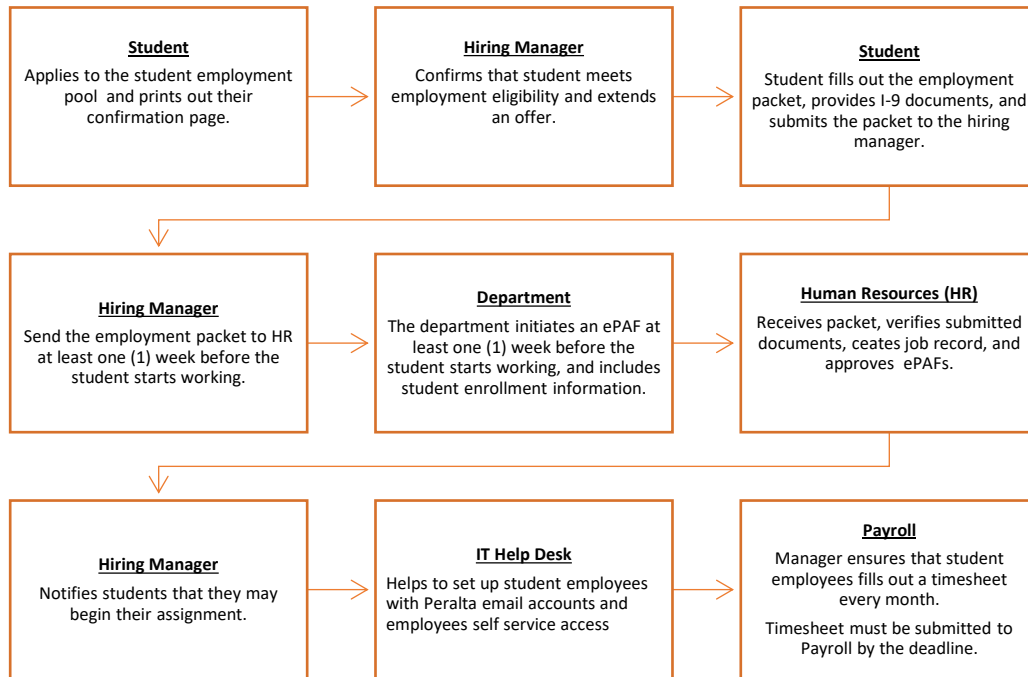 Student
Applies to the student employment
pool and prints out their
confirmation page.
Hiring Manager
Confirms that student meets
employment eligibility and extends
an offer.
Student
Student fills out the employment
packet, provides I-9 documents, and
submits the packet to the hiring
manager.
Hiring Manager
Send the employment packet to HR
at least one (1) week before the
student starts working.
Department
The department initiates an ePAF at
least one (1) week before the
student starts working, and includes
student enrollment information.
Human Resources (HR)
Receives packet, verifies submitted
documents, ceates job record, and
approves ePAFs.
Hiring Manager
Notifies students that they may
begin their assignment.
IT Help Desk
Helps to set up student employees
with Peralta email accounts and
employees self service access
Payroll
Manager ensures that student
employees fills out a timesheet
every month.
Timesheet must be submitted to
Payroll by the deadline.